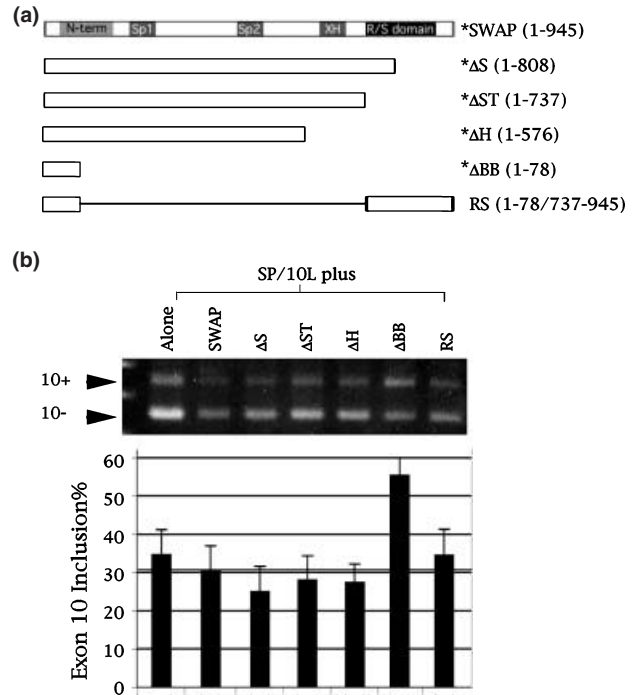 (a)
N-term Sp1 Sp2 XH R/S domain *SWAP (1-945)
*ΔS (1-808)
*ΔST (1-737)
*ΔH (1-576)
*ΔBB (1-78)
RS (1-78/737-945)
(b)
SP/10L plus
Alone SWAP ΔS ΔST ΔH ΔBB RS
10+
10-
Exon 10 Inclusion%
60
50
40
30
20
10
0